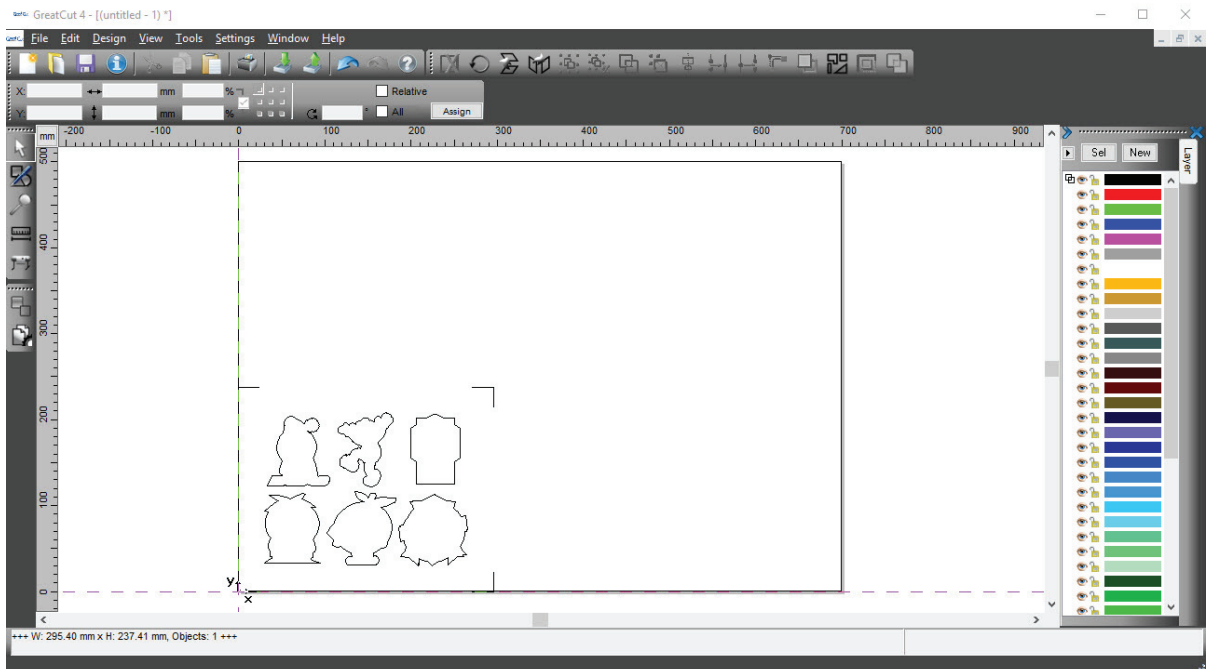 GreatCut 4 - [(untitled - 1) *]
File Edit Design View Tools Settings Window Help
X: mm % Relative
Y: mm % ° All Assign
mm -200 -100 0 100 200 300 400 500 600 700 800 900
Sel New
Layer
500
400
300
200
100
0
y
x
+++ W: 295.40 mm x H: 237.41 mm, Objects: 1 +++